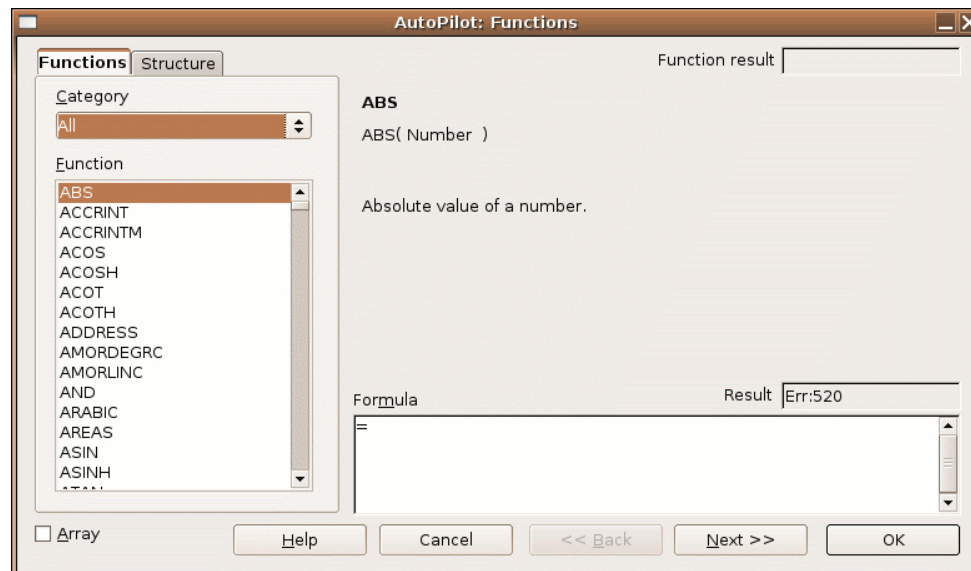 AutoPilot: Functions
Functions
Structure
Function result
Category
All
Function
ABS
ACCRINT
ACCRINTM
ACOS
ACOSH
ACOT
ACOTH
ADDRESS
AMORDEGRC
AMORLINC
AND
ARABIC
AREAS
ASIN
ASINH
ABS
ABS( Number )
Absolute value of a number.
Formula
Result
Err:520
=
Array
Help
Cancel
<< Back
Next >>
OK